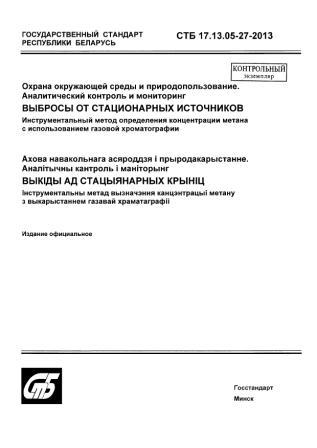 ГОСУДАРСТВЕННЫЙ СТАНДАРТ
РЕСПУБЛИКИ БЕЛАРУСЬ
СТБ 17.13.05-27-2013
КОНТРОЛЬНЫЙ
экземпляр
Охрана окружающей среды и природопользование.
Аналитический контроль и мониторинг
ВЫБРОСЫ ОТ СТАЦИОНАРНЫХ ИСТОЧНИКОВ
Инструментальный метод определения концентрации метана
с использованием газовой хроматографии
Ахова навакольнага асяроддзя і прыродакарыстанне.
Аналітычны кантроль і маніторынг
ВЫКІДЫ АД СТАЦЫЯНАРНЫХ КРЫНІЦ
Інструментальны метад вызначэння канцэнтрацыі метану
з выкарыстаннем газавай храматаграфіі
Издание официальное
СТБ
Госстандарт
Минск